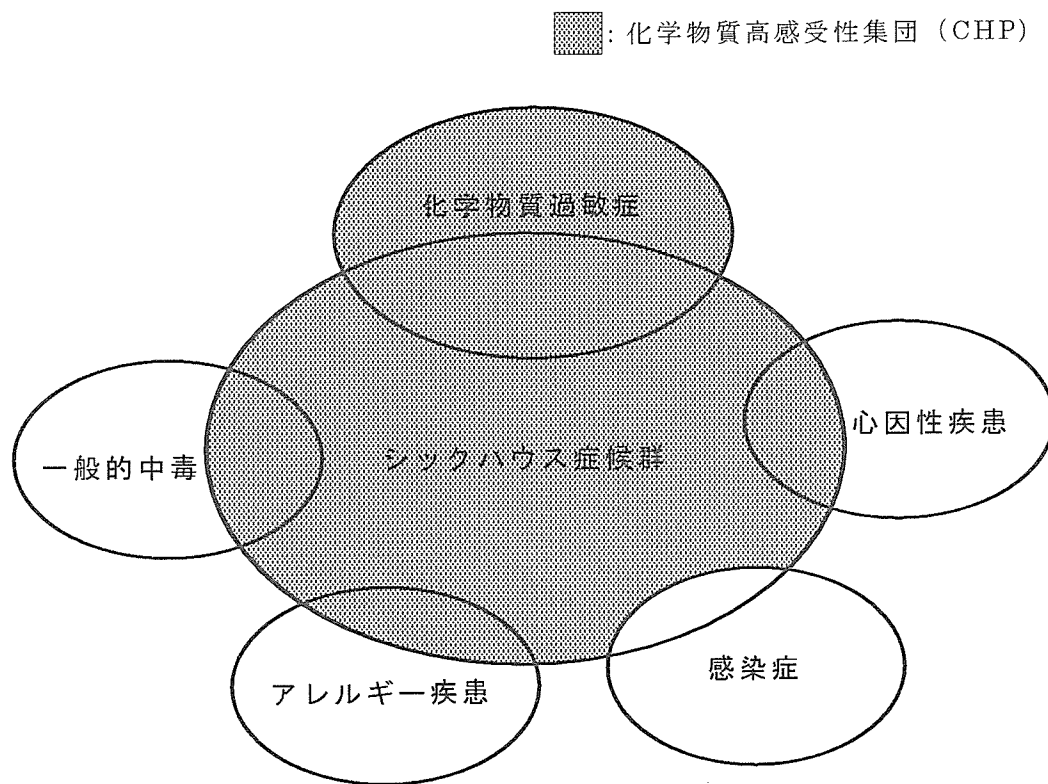 : 化学物質高感受性集団 (CHP)
化学物質過敏症
心因性疾患
一般的中毒
シックハウス症候群
アレルギー疾患
感染症